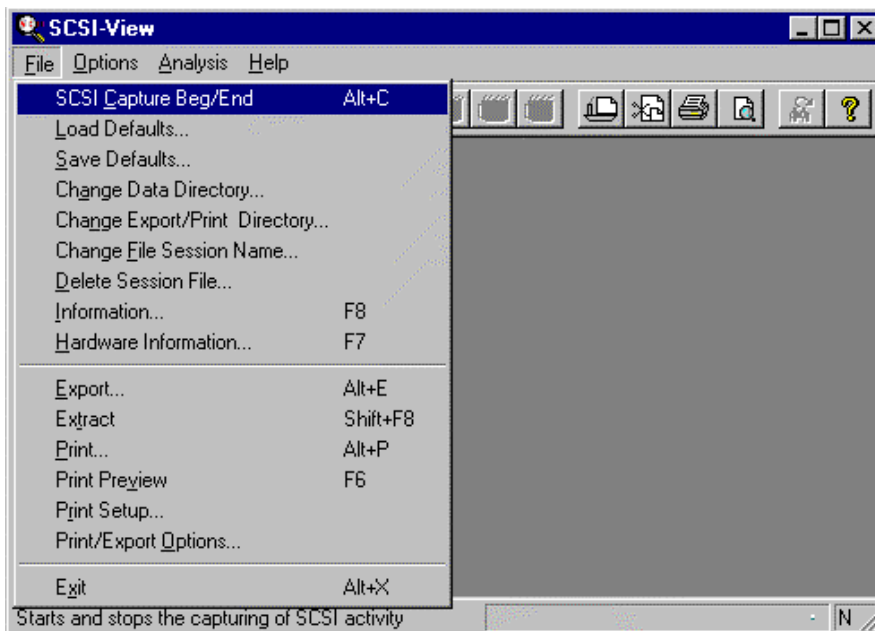 SCSI-View
File Options Analysis Help
SCSI Capture Beg/End Alt+C
Load Defaults...
Save Defaults...
Change Data Directory...
Change Export/Print Directory...
Change File Session Name...
Delete Session File...
Information... F8
Hardware Information... F7
Export... Alt+E
Extract Shift+F8
Print... Alt+P
Print Preview F6
Print Setup...
Print/Export Options...
Exit Alt+X
Starts and stops the capturing of SCSI activity N